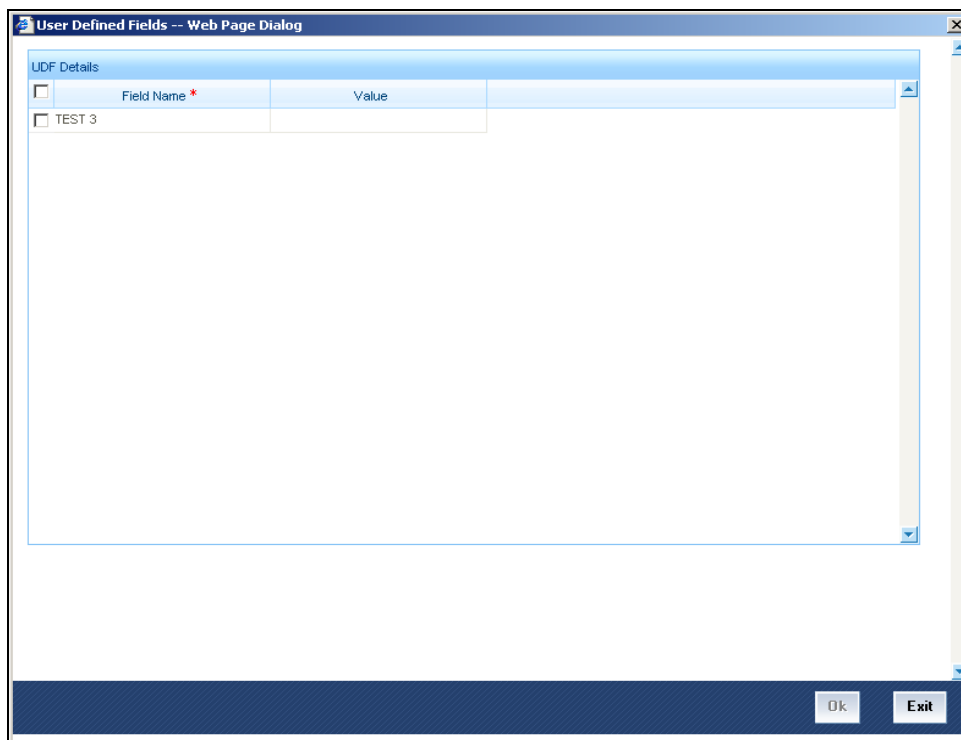 User Defined Fields -- Web Page Dialog
UDF Details
Field Name * Value
TEST 3
Ok Exit